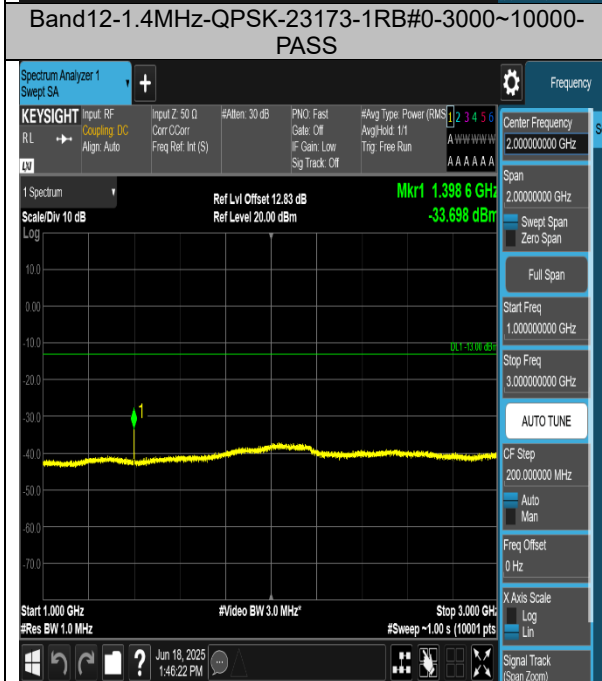 Band12-1.4MHz-QPSK-23173-1RB#0-3000~10000-
PASS
Spectrum Analyzer 1
Swept SA
Frequency
KEYSIGHT
RL
LXI
Input: RF
Coupling: DC
Align: Auto
Input Z: 50 Ω
Corr CCorr
Freq Ref: Int (S)
#Atten: 30 dB
PNO: Fast
Gate: Off
IF Gain: Low
Sig Track: Off
#Avg Type: Power (RMS
Avg|Hold: 1/1
Trig: Free Run
1 2 3 4 5 6
A W W W W W
A A A A A A
1 Spectrum
Scale/Div 10 dB
Ref Lvl Offset 12.83 dB
Ref Level 20.00 dBm
Mkr1 1.398 6 GHz
-33.698 dBm
Log
10.0
0.00
-10.0
-20.0
-30.0
-40.0
-50.0
-60.0
-70.0
DL1 -13.00 dBm
1
Start 1.000 GHz
#Res BW 1.0 MHz
#Video BW 3.0 MHz*
Stop 3.000 GHz
#Sweep ~1.00 s (10001 pts
Jun 18, 2025
1:46:22 PM
Center Frequency
2.000000000 GHz
S
Span
2.00000000 GHz
Swept Span
Zero Span
Full Span
Start Freq
1.000000000 GHz
Stop Freq
3.000000000 GHz
AUTO TUNE
CF Step
200.000000 MHz
Auto
Man
Freq Offset
0 Hz
X Axis Scale
Log
Lin
Signal Track
(Span Zoom)